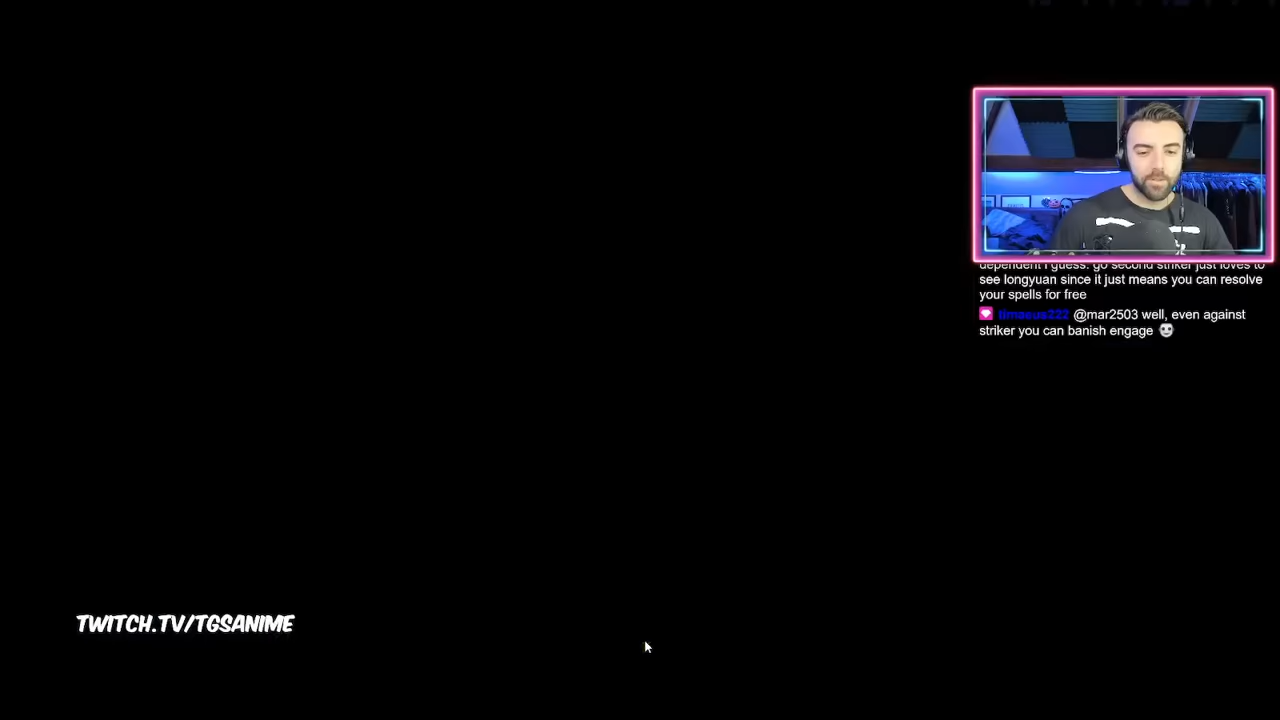 dependent I guess. go second striker just loves to
see longyuan since it just means you can resolve
your spells for free
timaeus222 @mar2503 well, even against
striker you can banish engage
TWITCH.TV/TGSANIME